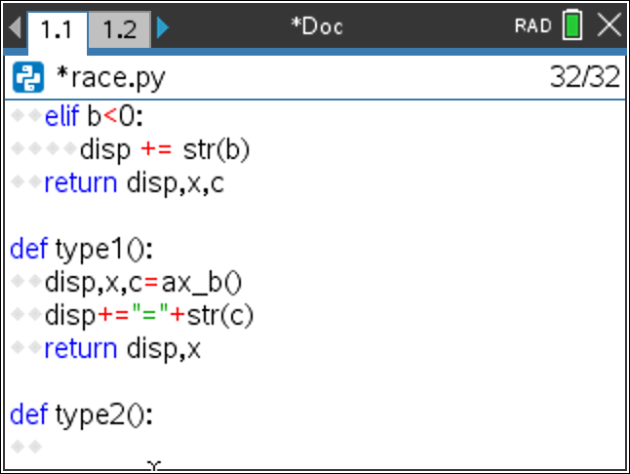 1.1 1.2 *Doc RAD
*race.py 32/32
elif b<0:
disp += str(b)
return disp,x,c
def type1():
disp,x,c=ax_b()
disp+="="+str(c)
return disp,x
def type2():